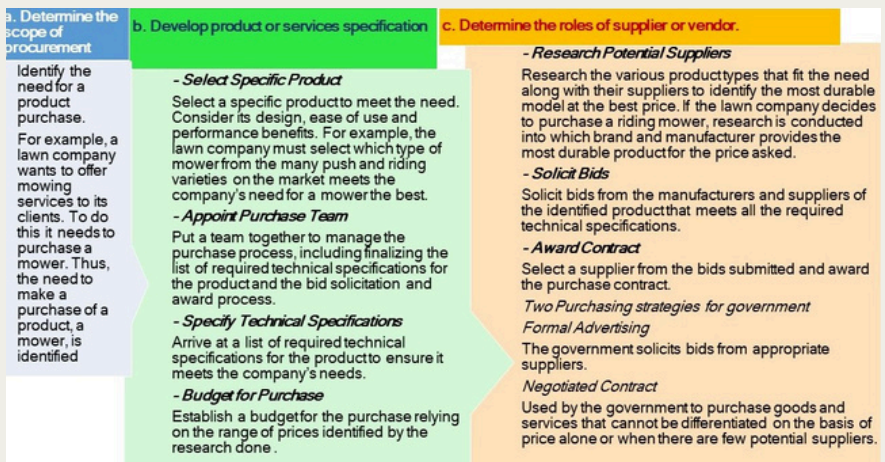 a. Determine the
scope of
procurement
Identify the
need for a
product
purchase.
For example, a
lawn company
wants to offer
mowing
services to its
clients. To do
this it needs to
purchase a
mower. Thus,
the need to
make a
purchase of a
product, a
mower, is
identified
b. Develop product or services specification
- Select Specific Product
Select a specific product to meet the need.
Consider its design, ease of use and
performance benefits. For example, the
lawn company must select which type of
mower from the many push and riding
varieties on the market meets the
company's need for a mower the best.
- Appoint Purchase Team
Put a team together to manage the
purchase process, including finalizing the
list of required technical specifications for
the product and the bid solicitation and
award process.
- Specify Technical Specifications
Arrive at a list of required technical
specifications for the product to ensure it
meets the company's needs.
- Budget for Purchase
Establish a budget for the purchase relying
on the range of prices identified by the
research done .
c. Determine the roles of supplier or vendor.
- Research Potential Suppliers
Research the various product types that fit the need
along with their suppliers to identify the most durable
model at the best price. If the lawn company decides
to purchase a riding mower, research is conducted
into which brand and manufacturer provides the
most durable product for the price asked.
- Solicit Bids
Solicit bids from the manufacturers and suppliers of
the identified product that meets all the required
technical specifications.
- Award Contract
Select a supplier from the bids submitted and award
the purchase contract.
Two Purchasing strategies for government
Formal Advertising
The government solicits bids from appropriate
suppliers.
Negotiated Contract
Used by the government to purchase goods and
services that cannot be differentiated on the basis of
price alone or when there are few potential suppliers.